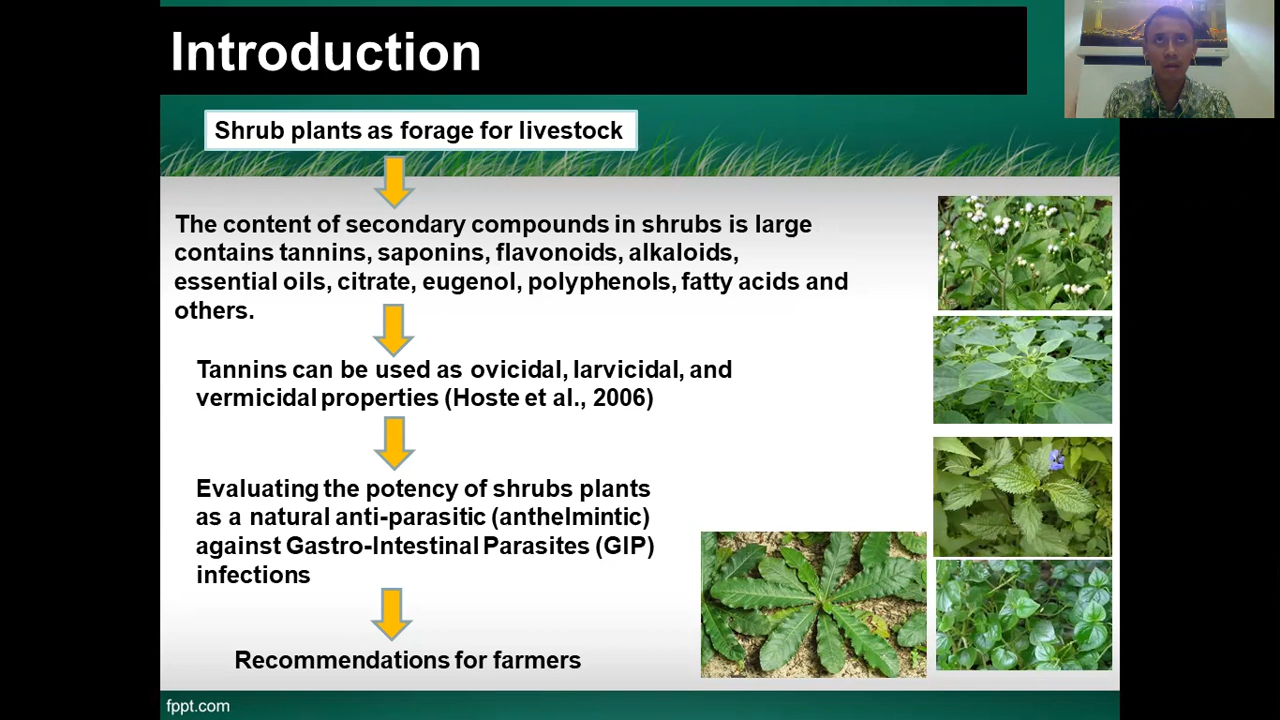 Introduction
Shrub plants as forage for livestock
The content of secondary compounds in shrubs is large
contains tannins, saponins, flavonoids, alkaloids,
essential oils, citrate, eugenol, polyphenols, fatty acids and
others.
Tannins can be used as ovicidal, larvicidal, and
vermicidal properties (Hoste et al., 2006)
Evaluating the potency of shrubs plants
as a natural anti-parasitic (anthelmintic)
against Gastro-Intestinal Parasites (GIP)
infections
Recommendations for farmers
fppt.com